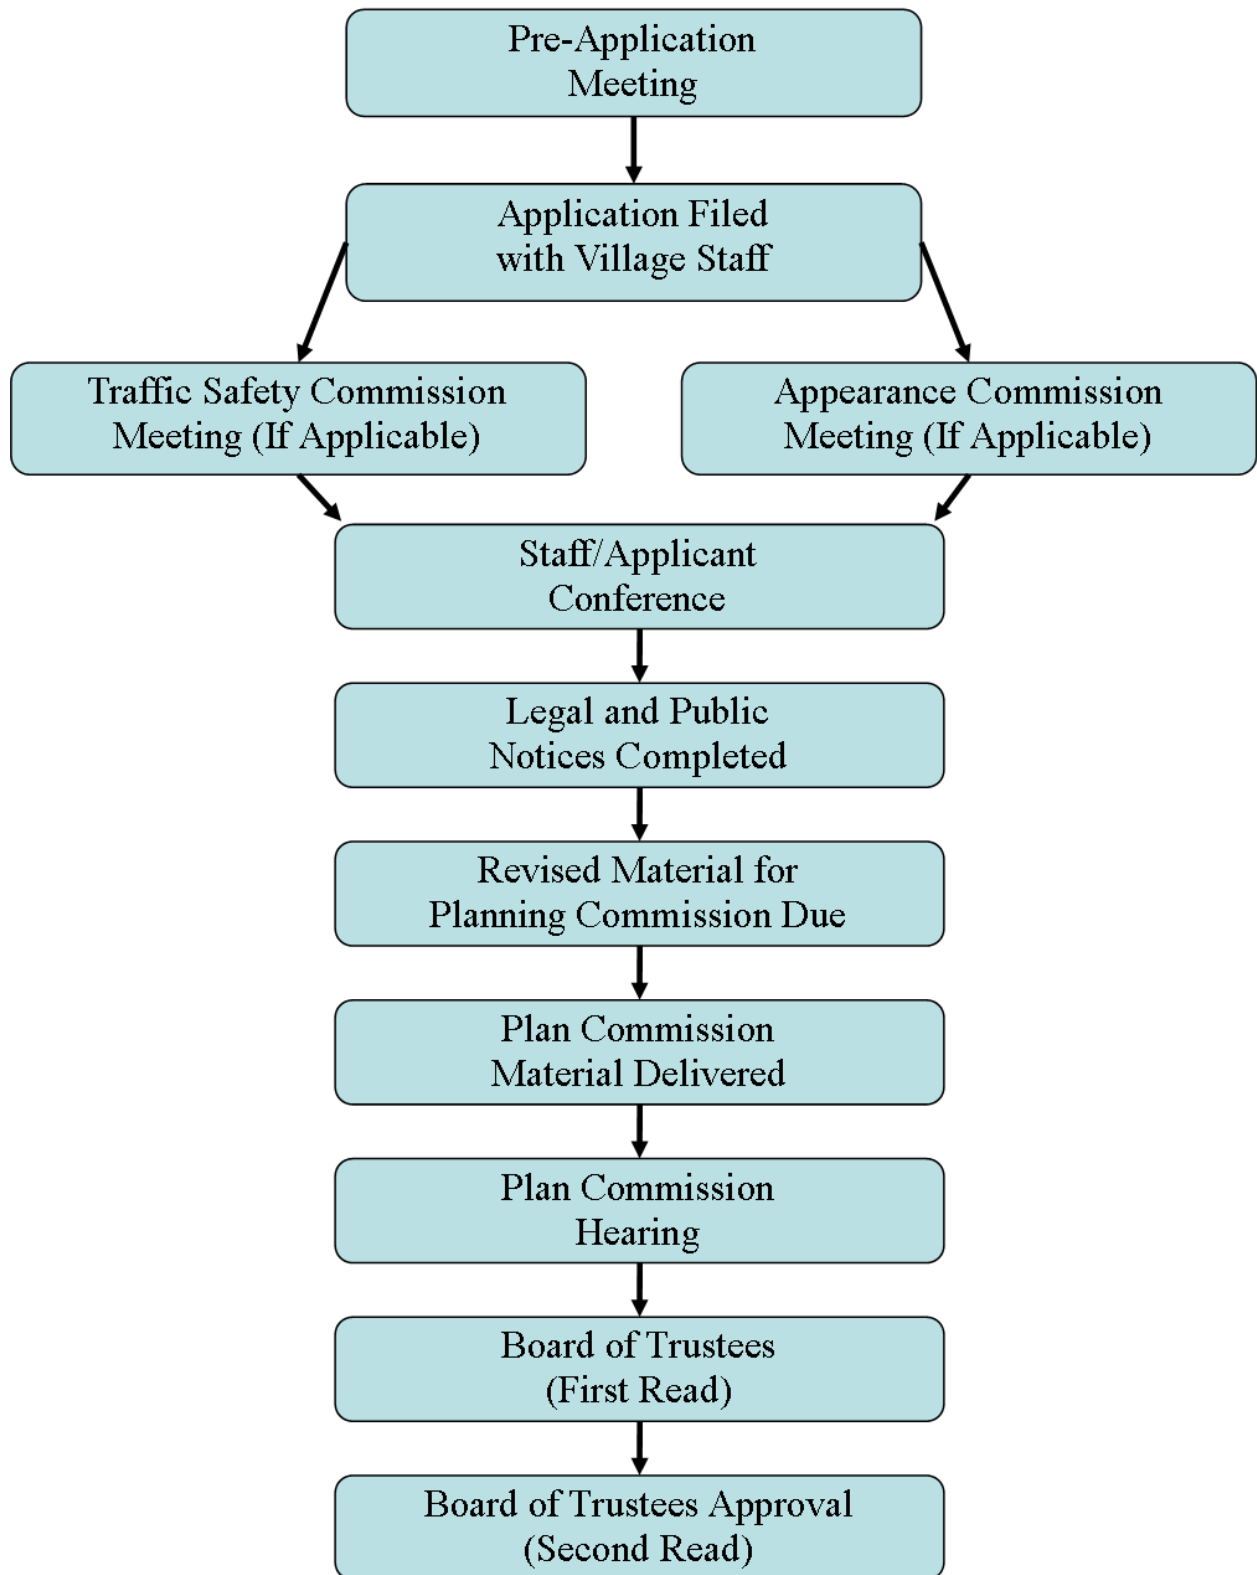 Pre-Application
Meeting
Application Filed
with Village Staff
Traffic Safety Commission
Meeting (If Applicable)
Appearance Commission
Meeting (If Applicable)
Staff/Applicant
Conference
Legal and Public
Notices Completed
Revised Material for
Planning Commission Due
Plan Commission
Material Delivered
Plan Commission
Hearing
Board of Trustees
(First Read)
Board of Trustees Approval
(Second Read)